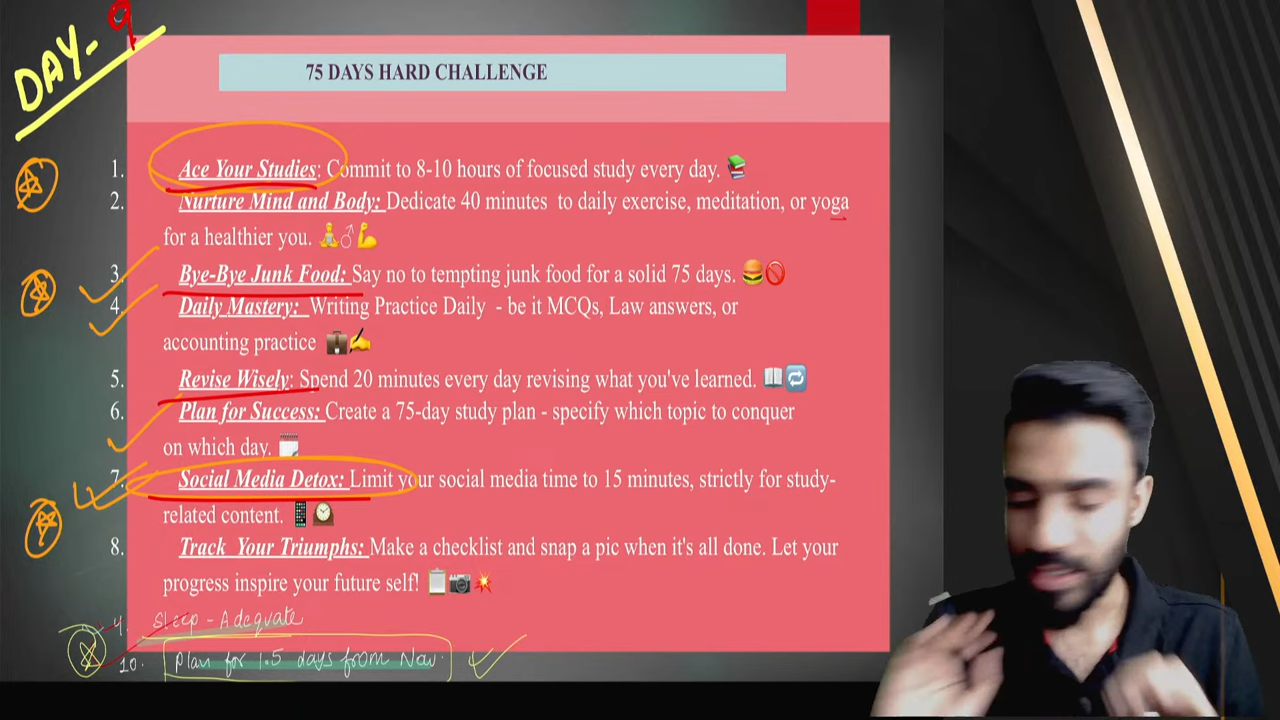 DAY- 9
75 DAYS HARD CHALLENGE
1. Ace Your Studies: Commit to 8-10 hours of focused study every day. 📚
2. Nurture Mind and Body: Dedicate 40 minutes to daily exercise, meditation, or yoga
for a healthier you. 🧘♂💪
3. Bye-Bye Junk Food: Say no to tempting junk food for a solid 75 days. 🍔🚫
4. Daily Mastery: Writing Practice Daily - be it MCQs, Law answers, or
accounting practice 💼✍
5. Revise Wisely: Spend 20 minutes every day revising what you've learned. 📖🔁
6. Plan for Success: Create a 75-day study plan - specify which topic to conquer
on which day. 🗒
7. Social Media Detox: Limit your social media time to 15 minutes, strictly for study-
related content. 📱🕰
8. Track Your Triumphs: Make a checklist and snap a pic when it's all done. Let your
progress inspire your future self! 📋📷💥
Sleep - Adequate
10. Plan for 1.5 days from Nov.